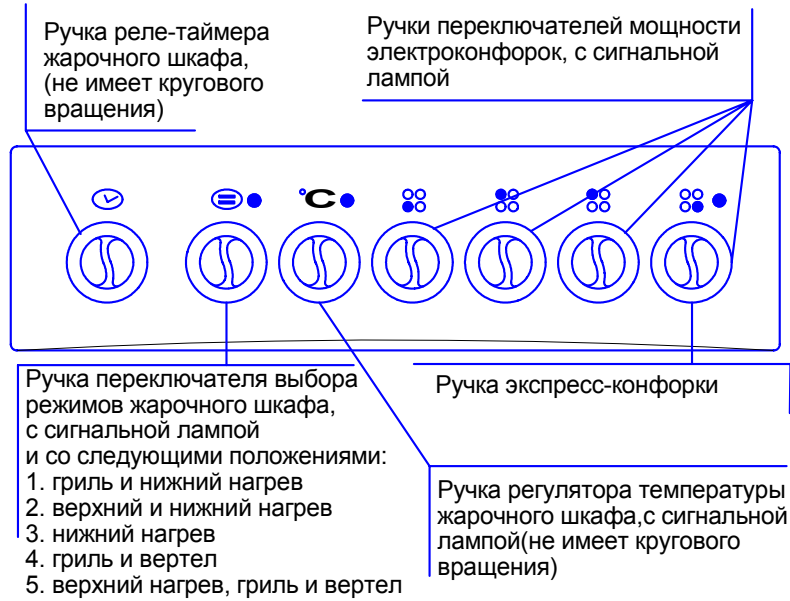 Ручка реле-таймера
жарочного шкафа,
(не имеет кругового
вращения)
Ручки переключателей мощности
электроконфорок, с сигнальной
лампой
°C
Ручка переключателя выбора
режимов жарочного шкафа,
с сигнальной лампой
и со следующими положениями:
1. гриль и нижний нагрев
2. верхний и нижний нагрев
3. нижний нагрев
4. гриль и вертел
5. верхний нагрев, гриль и вертел
Ручка экспресс-конфорки
Ручка регулятора температуры
жарочного шкафа,с сигнальной
лампой(не имеет кругового
вращения)